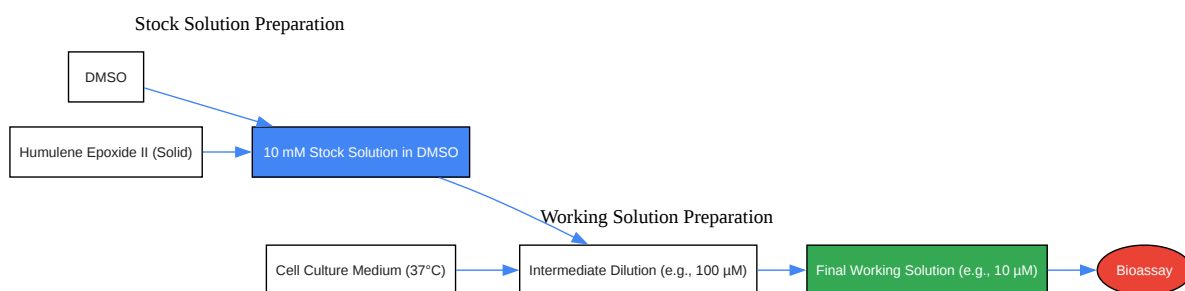 Stock Solution Preparation
DMSO
Humulene Epoxide II (Solid)
10 mM Stock Solution in DMSO
Working Solution Preparation
Cell Culture Medium (37°C)
Intermediate Dilution (e.g., 100 µM)
Final Working Solution (e.g., 10 µM)
Bioassay